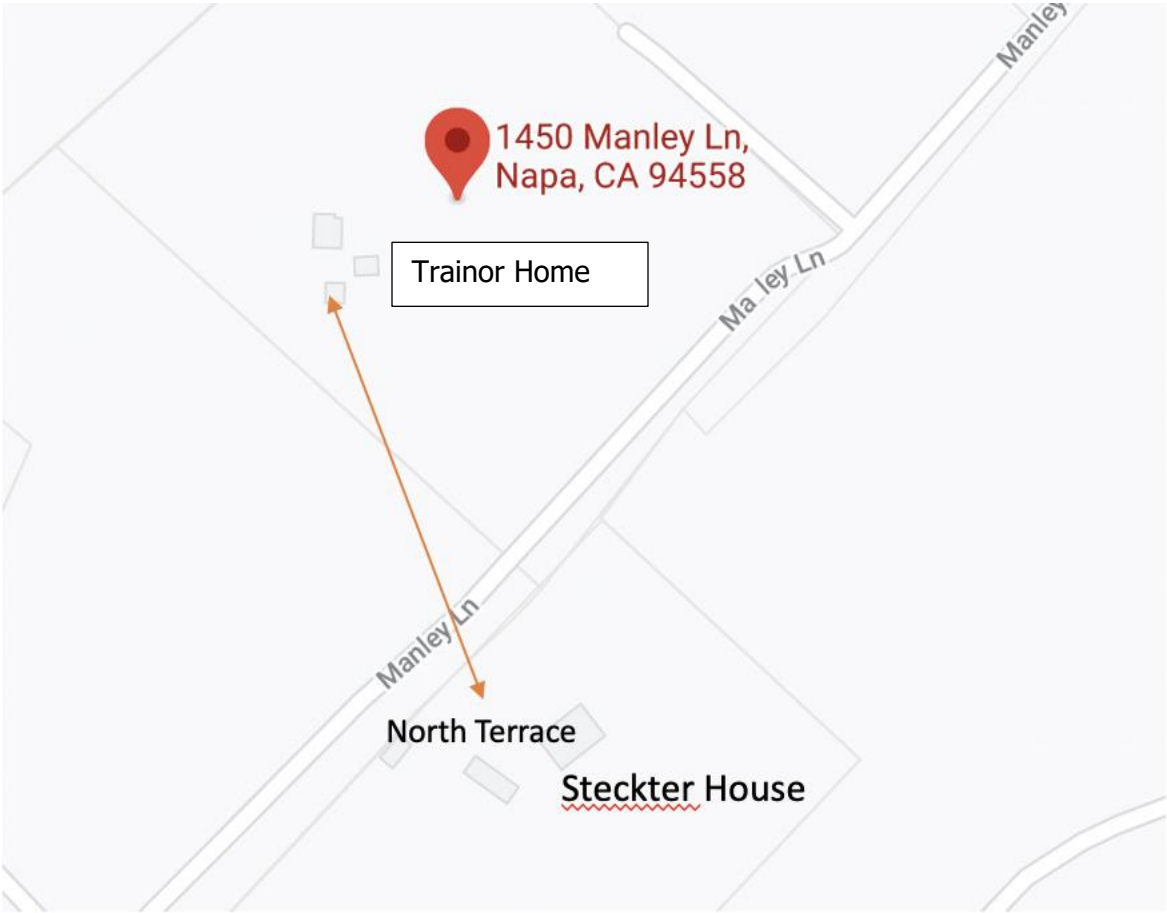 Manley
1450 Manley Ln,
Napa, CA 94558
Trainor Home
Ma ley Ln
Manley Ln
North Terrace
Steckter House